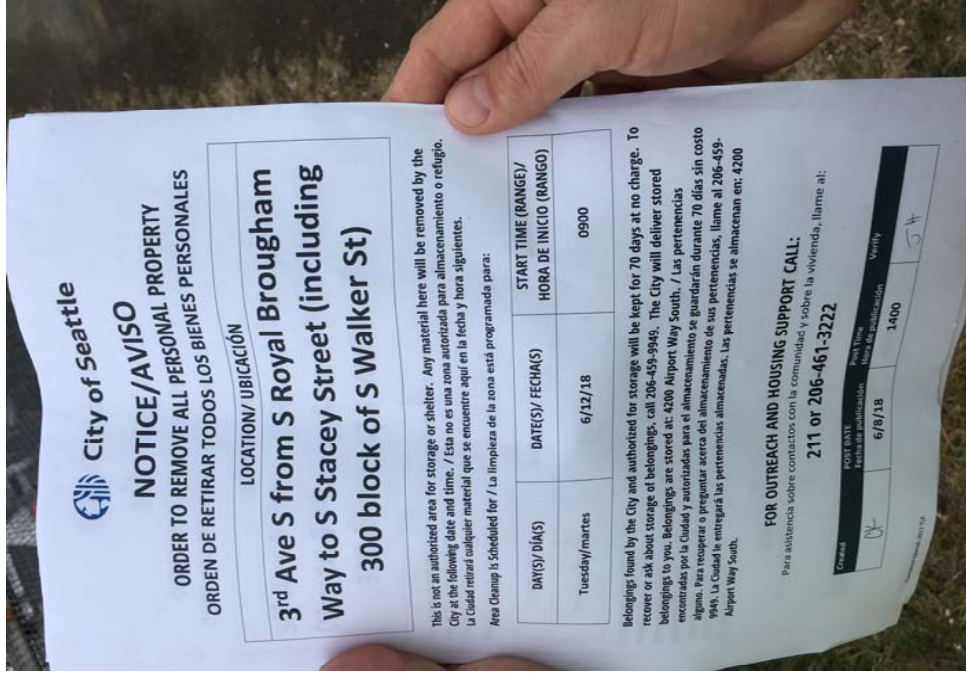 City of Seattle
NOTICE/AVISO
ORDER TO REMOVE ALL PERSONAL PROPERTY
ORDEN DE RETIRAR TODOS LOS BIENES PERSONALES
LOCATION/ UBICACIÓN
3rd Ave S from S Royal Brougham
Way to S Stacey Street (including
300 block of S Walker St)
This is not an authorized area for storage or shelter. Any material here will be removed by the
City at the following date and time. / Esta no es una zona autorizada para almacenamiento o refugio.
La Ciudad retirará cualquier material que se encuentre aquí en la fecha y hora siguientes.
Area Cleanup Is Scheduled for / La limpieza de la zona está programada para:
DAY(S)/ DÍA(S) DATE(S)/ FECHA(S) START TIME (RANGE)/
HORA DE INICIO (RANGO)
Tuesday/martes 6/12/18 0900
Belongings found by the City and authorized for storage will be kept for 70 days at no charge. To
recover or ask about storage of belongings, call 206-459-9949. The City will deliver stored
belongings to you. Belongings are stored at: 4200 Airport Way South. / Las pertenencias
encontradas por la Ciudad y autorizadas para el almacenamiento se guardarán durante 70 días sin costo
alguno. Para recuperar o preguntar acerca del almacenamiento de sus pertenencias, llame al 206-459-
9949. La Ciudad le entregará las pertenencias almacenadas. Las pertenencias se almacenan en: 4200
Airport Way South.
FOR OUTREACH AND HOUSING SUPPORT CALL:
Para asistencia sobre contactos con la comunidad y sobre la vivienda, llame al:
211 or 206-461-3222
Created POST DATE Post Time Verify
Fecha de publicación Hora de publicación
6/8/18 1400 JH